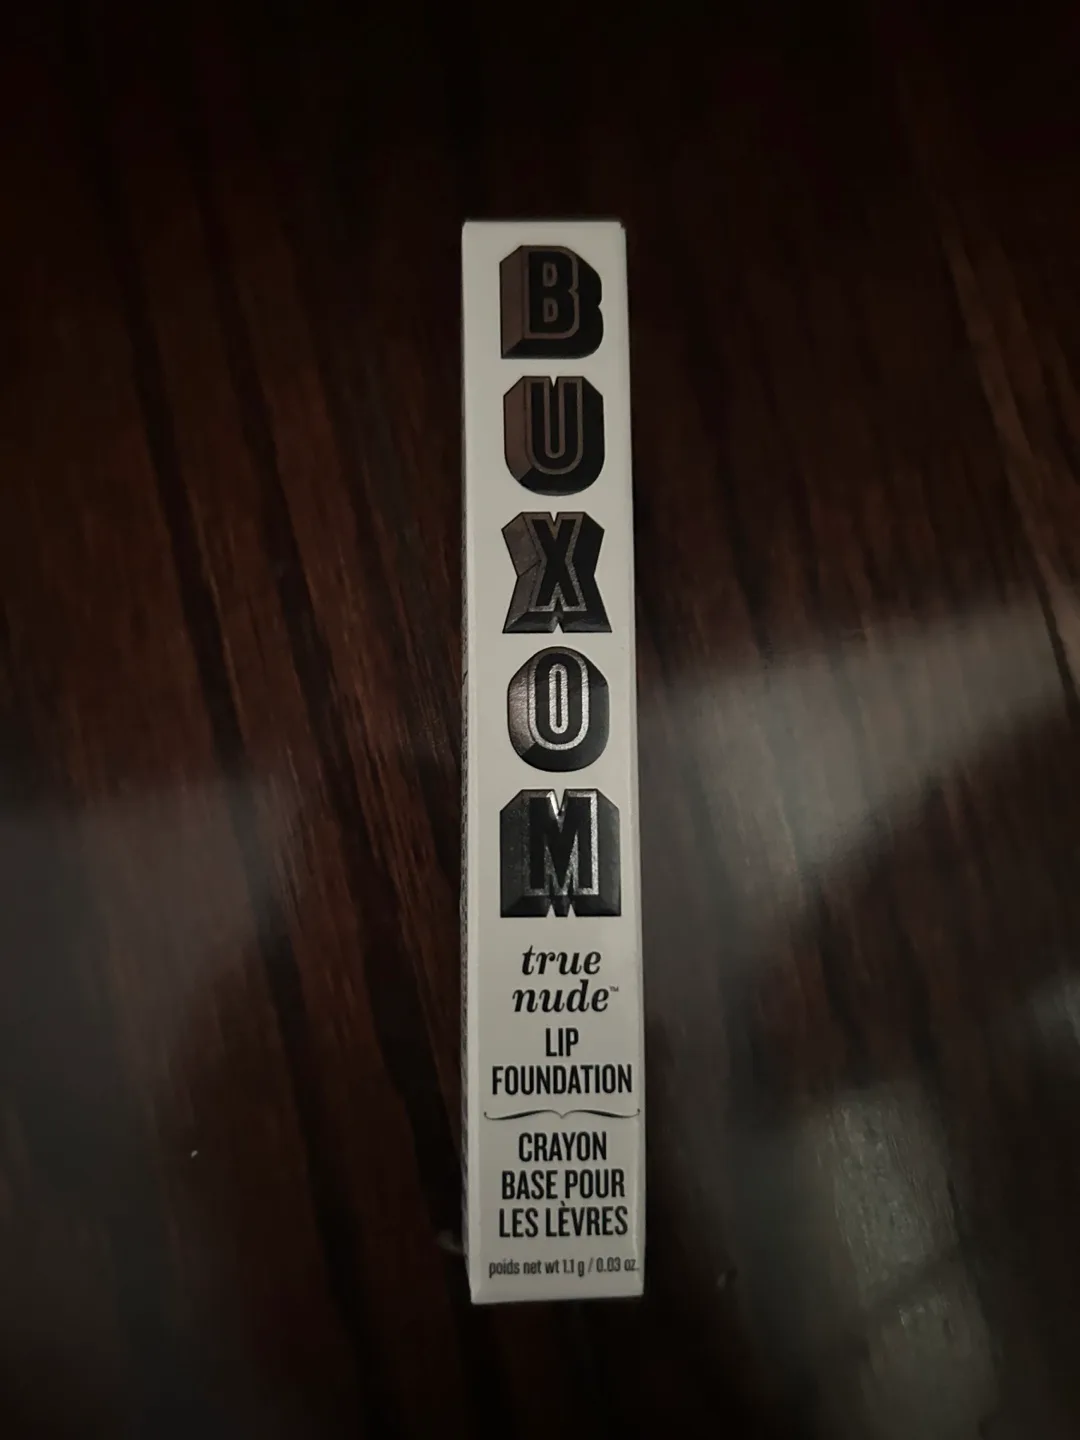 BUXOM
true
nude™
LIP
FOUNDATION
CRAYON
BASE POUR
LES LÈVRES
poids net wt 1.1 g / 0.03 oz.